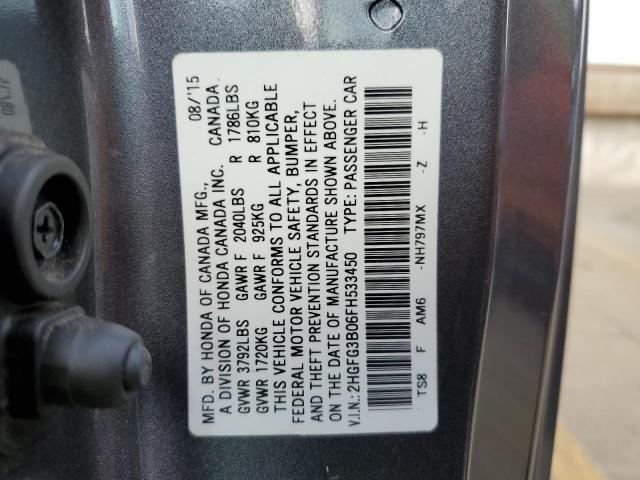 MFD. BY HONDA OF CANADA MFG., 08/'15
A DIVISION OF HONDA CANADA INC. CANADA.
GVWR 3792LBS GAWR F 2040LBS R 1786LBS
GVWR 1720KG GAWR F 925KG R 810KG
THIS VEHICLE CONFORMS TO ALL APPLICABLE
FEDERAL MOTOR VEHICLE SAFETY, BUMPER,
AND THEFT PREVENTION STANDARDS IN EFFECT
ON THE DATE OF MANUFACTURE SHOWN ABOVE.
V.I.N.: 2HGFG3B06FH533450 TYPE: PASSENGER CAR
TS8 F AM6 -NH797MX -Z -H